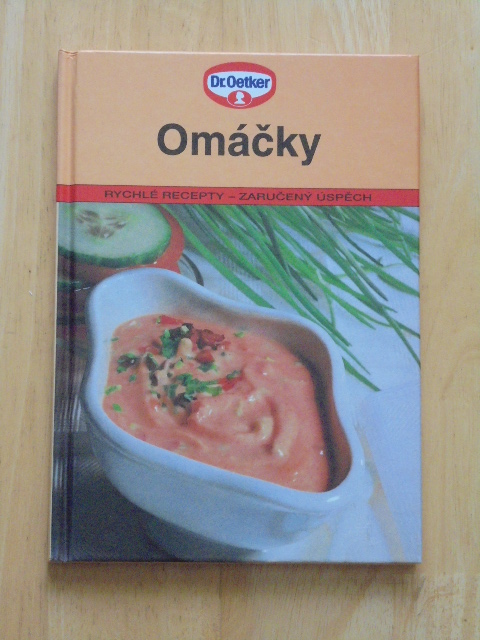 Dr. Oetker
Omáčky
RYCHLÉ RECEPTY – ZARUČENÝ ÚSPĚCH